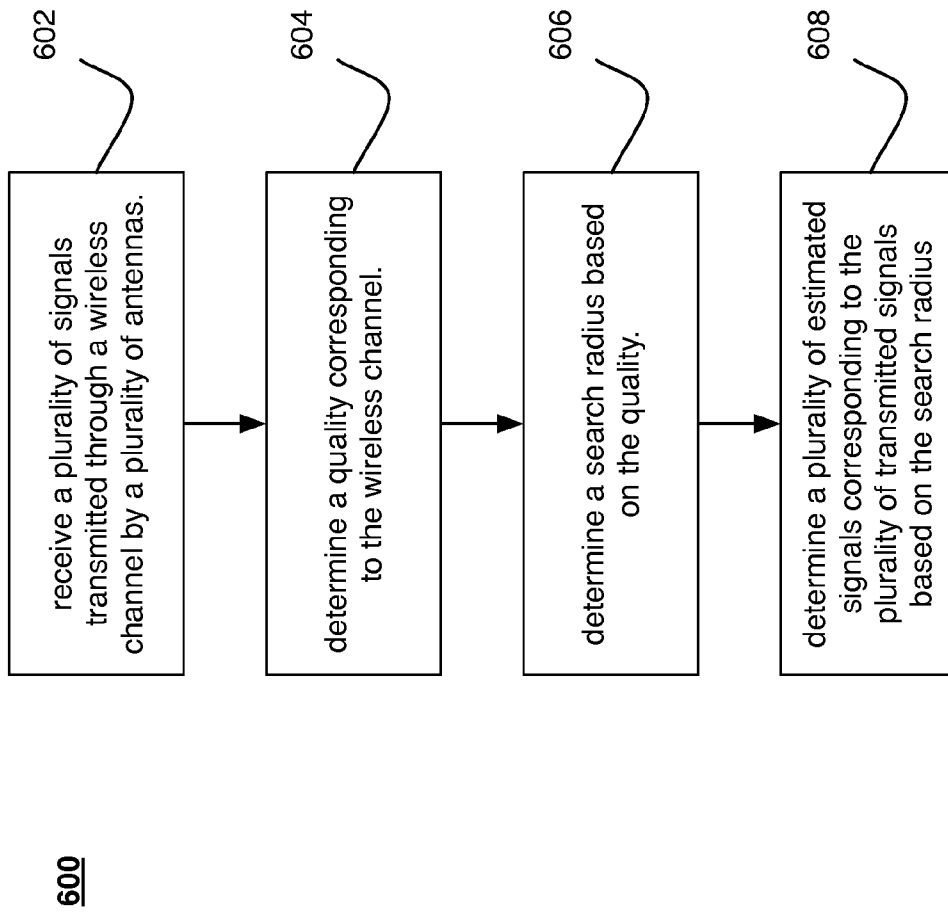 600
602
receive a plurality of signals
transmitted through a wireless
channel by a plurality of antennas.
604
determine a quality corresponding
to the wireless channel.
606
determine a search radius based
on the quality.
608
determine a plurality of estimated
signals corresponding to the
plurality of transmitted signals
based on the search radius